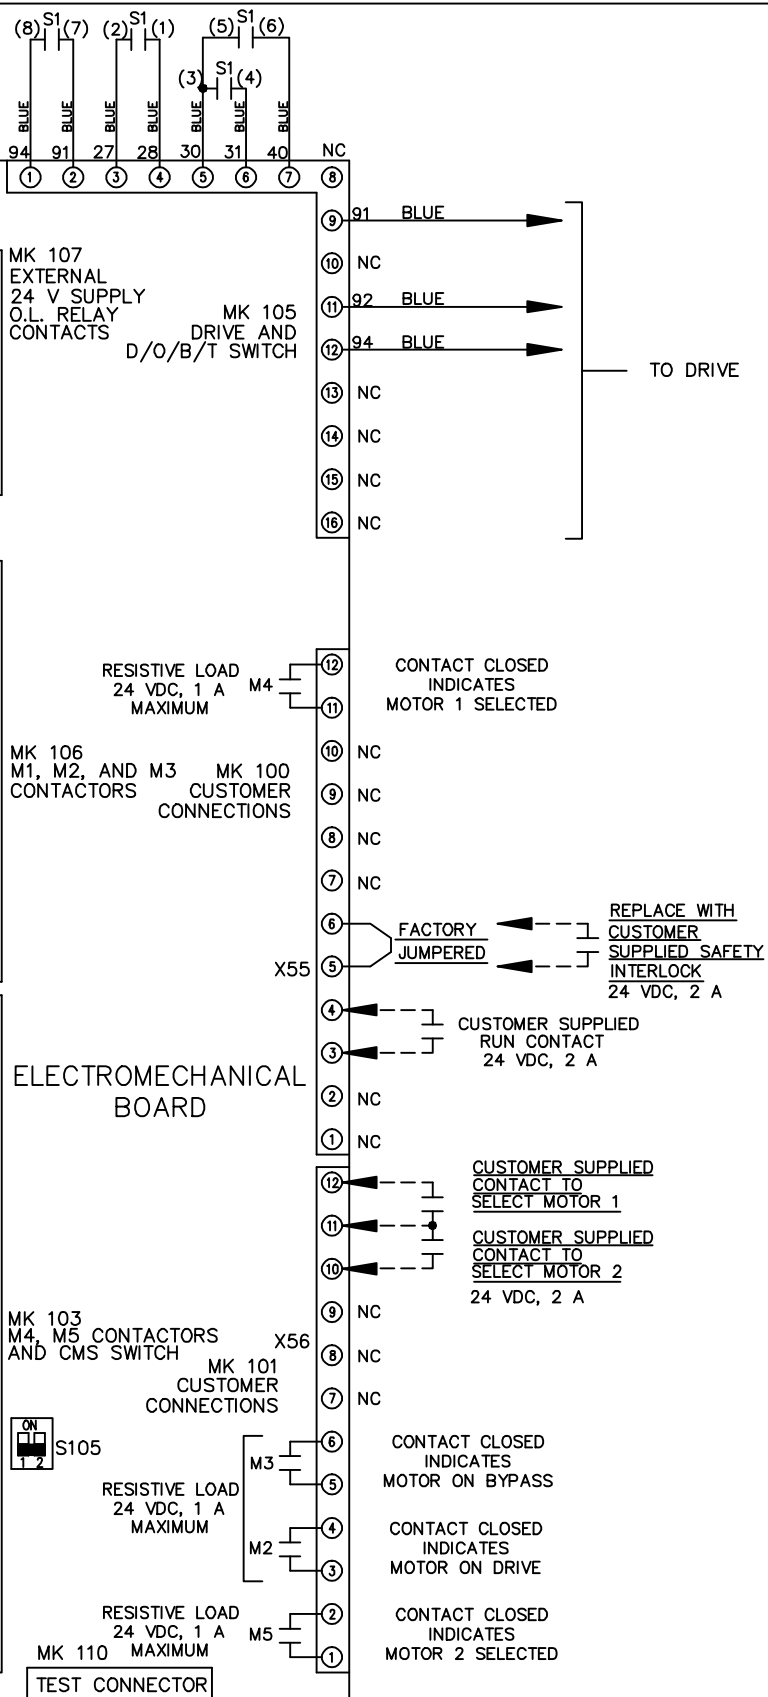 (8) S1 (7) (2) S1 (1) (5) S1 (6)
(3) S1 (4)
BLUE BLUE BLUE BLUE BLUE BLUE BLUE
94 91 27 28 30 31 40 NC
1 2 3 4 5 6 7 8
9 91 BLUE
MK 107
EXTERNAL
24 V SUPPLY
O.L. RELAY
CONTACTS
10 NC
MK 105
DRIVE AND
D/O/B/T SWITCH
11 92 BLUE
12 94 BLUE
TO DRIVE
13 NC
14 NC
15 NC
16 NC
RESISTIVE LOAD
24 VDC, 1 A
MAXIMUM
M4
12
11
CONTACT CLOSED
INDICATES
MOTOR 1 SELECTED
MK 106
M1, M2, AND M3
CONTACTORS
MK 100
CUSTOMER
CONNECTIONS
10 NC
9 NC
8 NC
7 NC
6
X55 5
FACTORY
JUMPERED
REPLACE WITH
CUSTOMER
SUPPLIED SAFETY
INTERLOCK
24 VDC, 2 A
4
3
CUSTOMER SUPPLIED
RUN CONTACT
24 VDC, 2 A
ELECTROMECHANICAL
BOARD
2 NC
1 NC
12
11
10
CUSTOMER SUPPLIED
CONTACT TO
SELECT MOTOR 1
CUSTOMER SUPPLIED
CONTACT TO
SELECT MOTOR 2
24 VDC, 2 A
MK 103
M4, M5 CONTACTORS
AND CMS SWITCH
X56
MK 101
CUSTOMER
CONNECTIONS
9 NC
8 NC
7 NC
ON
1 2
S105
RESISTIVE LOAD
24 VDC, 1 A
MAXIMUM
M3
6
5
CONTACT CLOSED
INDICATES
MOTOR ON BYPASS
M2
4
3
CONTACT CLOSED
INDICATES
MOTOR ON DRIVE
RESISTIVE LOAD
24 VDC, 1 A
MAXIMUM
M5
2
1
CONTACT CLOSED
INDICATES
MOTOR 2 SELECTED
MK 110
TEST CONNECTOR